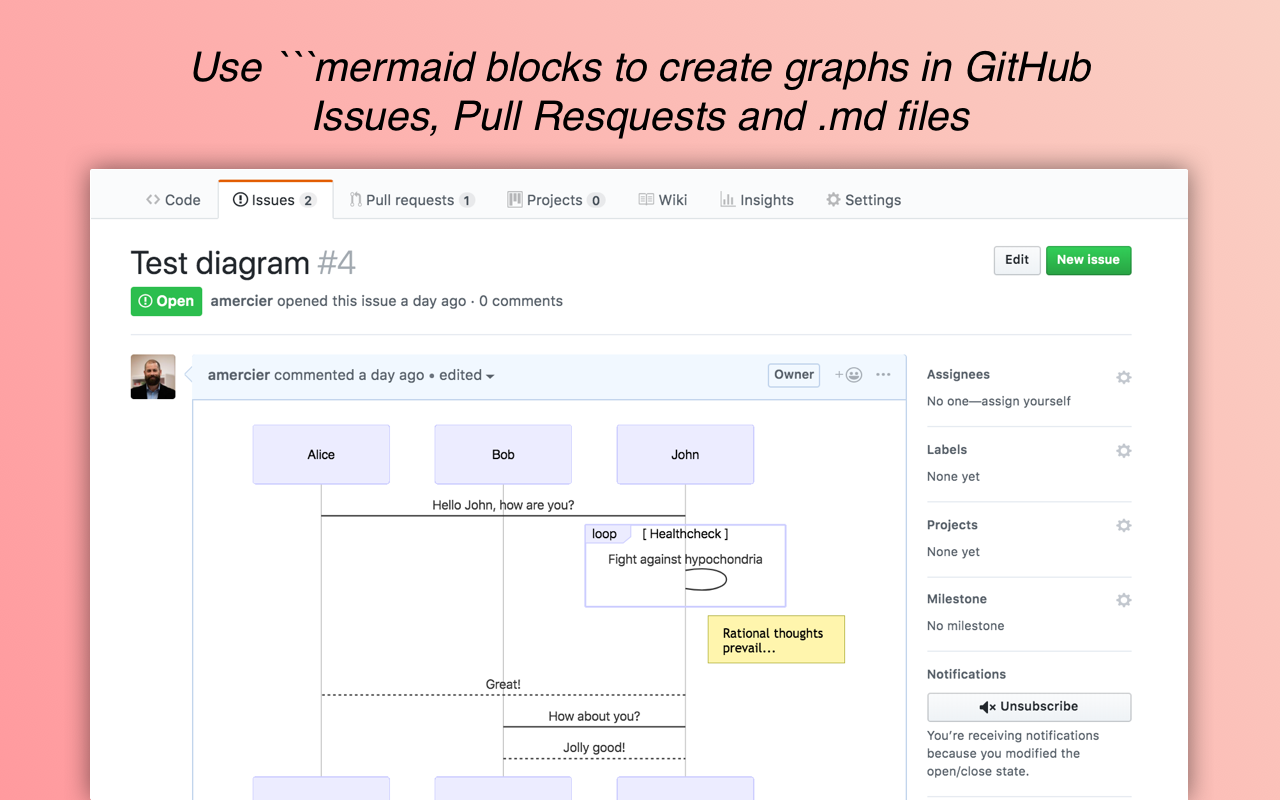 Use ```mermaid blocks to create graphs in GitHub
Issues, Pull Resquests and .md files
Code Issues 2 Pull requests 1 Projects 0 Wiki Insights Settings
Test diagram #4
Edit New issue
Open amercier opened this issue a day ago · 0 comments
amercier commented a day ago • edited
Owner
Alice Bob John
Hello John, how are you?
loop [ Healthcheck ]
Fight against hypochondria
Rational thoughts
prevail...
Great!
How about you?
Jolly good!
Assignees
No one—assign yourself
Labels
None yet
Projects
None yet
Milestone
No milestone
Notifications
Unsubscribe
You’re receiving notifications
because you modified the
open/close state.